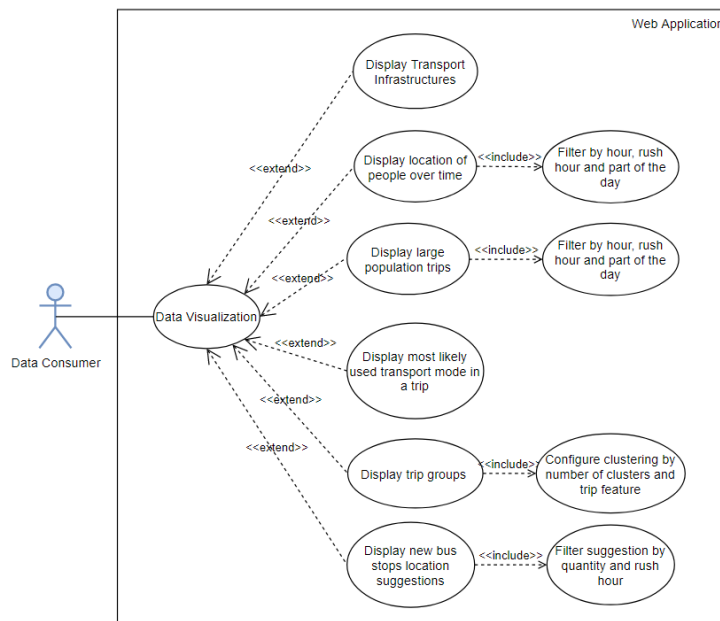 Web Application
Display Transport
Infrastructures
<<extend>>
Display location of
people over time
<<include>>
Filter by hour, rush
hour and part of the
day
<<extend>>
Display large
population trips
<<include>>
Filter by hour, rush
hour and part of the
day
<<extend>>
Data Visualization
Data Consumer
<<extend>>
Display most likely
used transport mode in
a trip
<<extend>>
Display trip groups
<<include>>
Configure clustering by
number of clusters and
trip feature
<<extend>>
Display new bus
stops location
suggestions
<<include>>
Filter suggestion by
quantity and rush
hour